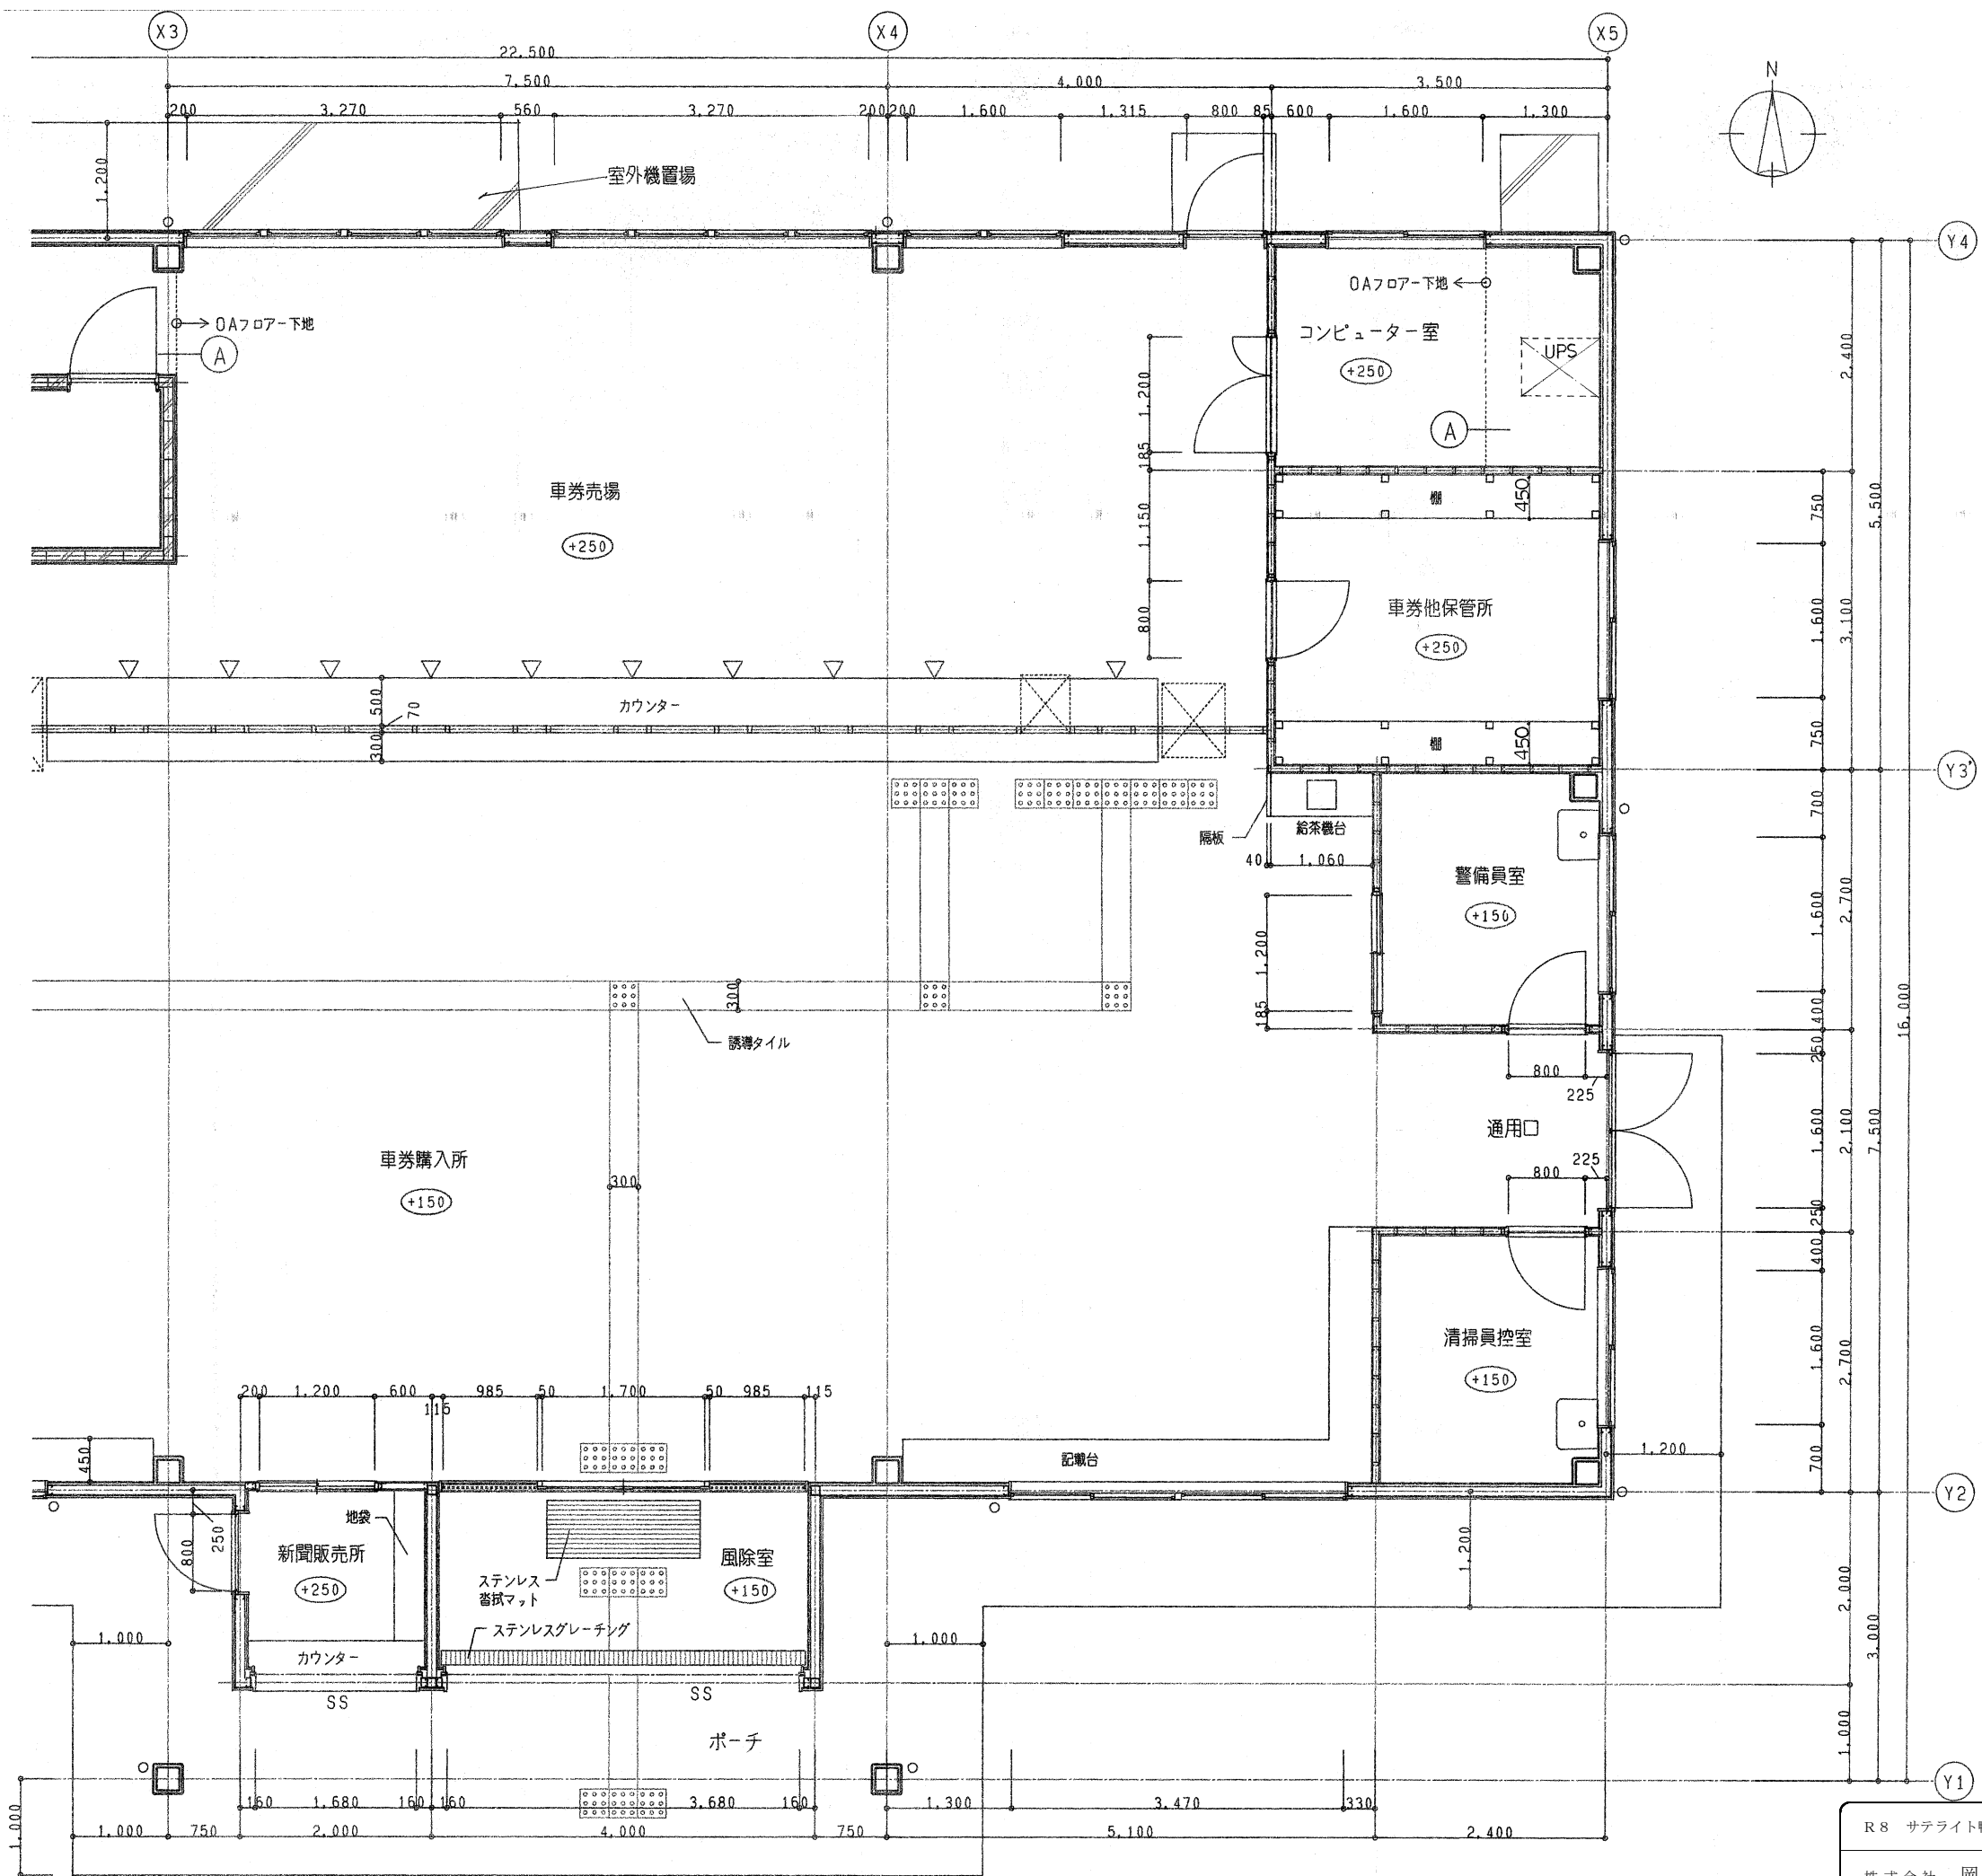 X3
X4
X5
22,500
7,500
4,000
3,500
200
3,270
560
3,270
200
200
1,600
1,315
800
85
600
1,600
1,300
N
1,200
室外機置場
Y4
OAフロアー下地
OAフロアー下地
A
コンピューター室
+250
UPS
A
2,400
1,200
185
車券売場
+250
棚
450
750
5,500
1,150
車券他保管所
+250
800
1,600
3,100
カウンター
500
70
300
棚
450
750
Y3'
隔板
給茶機台
40
1,060
700
警備員室
+150
1,200
185
1,600
2,700
300
誘導タイル
400
250
16,000
800
225
通用口
1,600
2,100
7,500
車券購入所
+150
300
800
225
250
400
清掃員控室
+150
1,600
2,700
200
1,200
600
115
985
50
1,700
50
985
115
450
記載台
1,200
700
Y2
地袋
250
800
新聞販売所
+250
ステンレス
沓拭マット
風除室
+150
1,200
2,000
ステンレスグレーチング
1,000
カウンター
1,000
3,000
SS
SS
ポーチ
1,000
Y1
160
1,680
160
160
3,680
160
1,300
3,470
330
1,000
1,000
750
2,000
4,000
750
5,100
2,400
R8 サテライト
株式会社